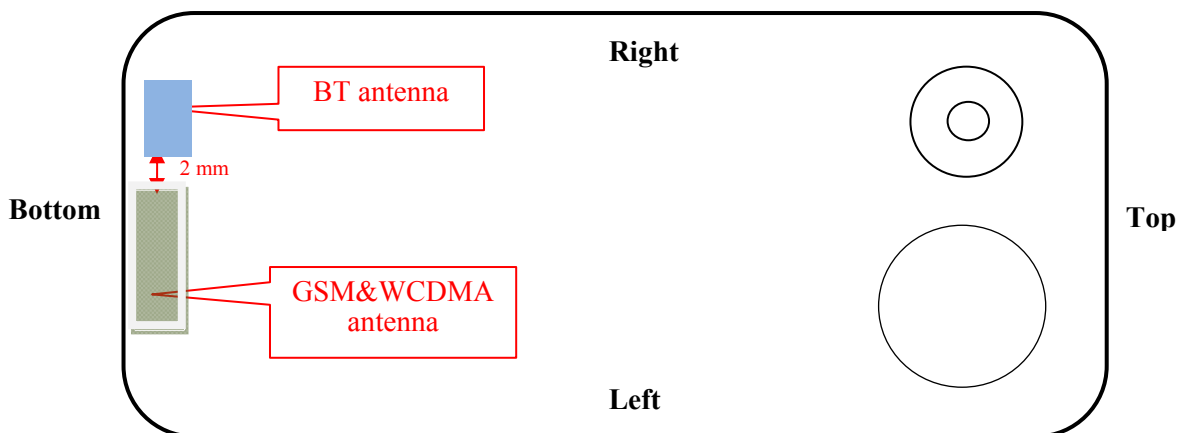 Right
BT antenna
2 mm
Bottom
Top
GSM&WCDMA
antenna
Left